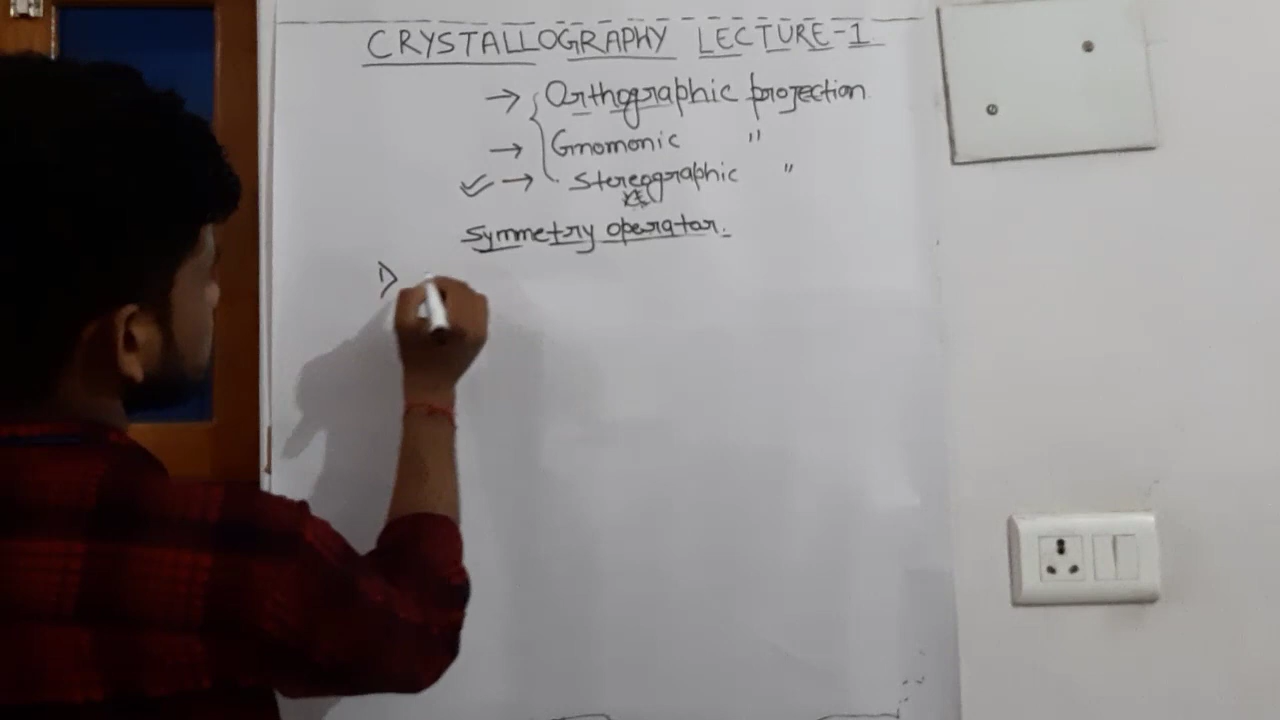 CRYSTALLOGRAPHY LECTURE-1
→ Orthographic projection
→ Gnomonic "
✓ → Stereographic "
Symmetry operator.
1)